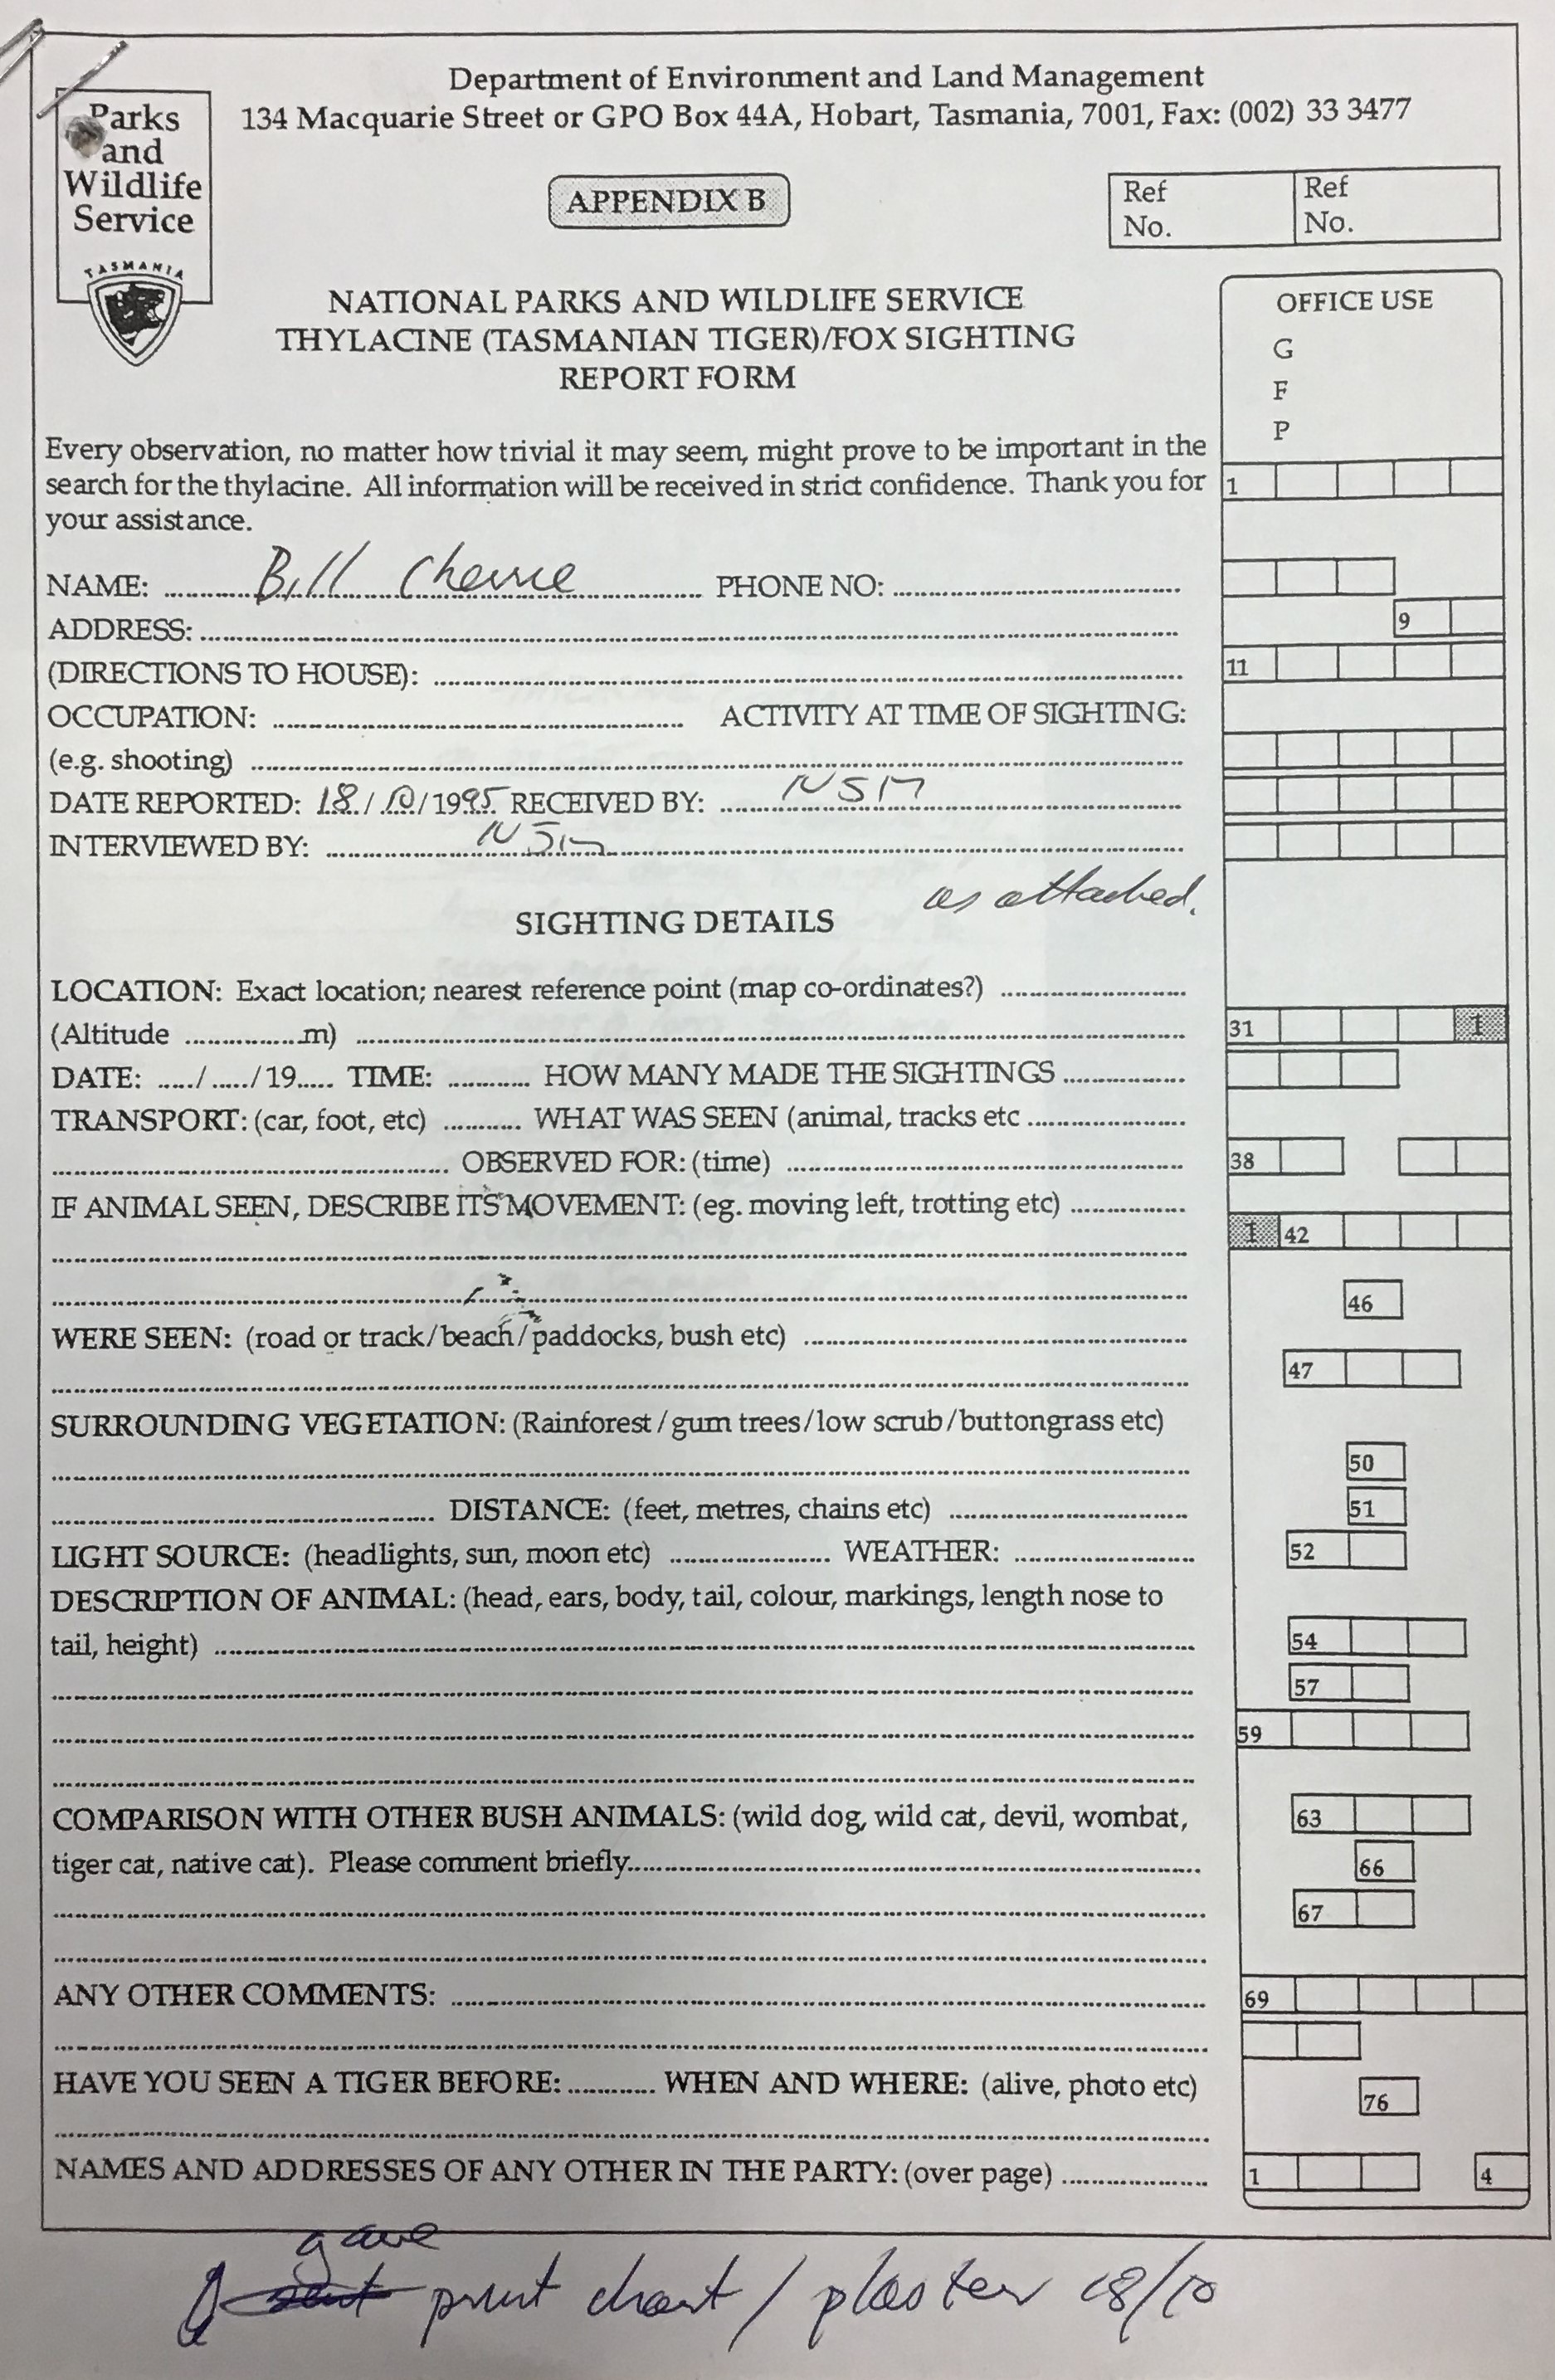 Department of Environment and Land Management
134 Macquarie Street or GPO Box 44A, Hobart, Tasmania, 7001, Fax: (002) 33 3477
Parks
and
Wildlife
Service
TASMANIA
APPENDIX B
Ref
No.
Ref
No.
NATIONAL PARKS AND WILDLIFE SERVICE
THYLACINE (TASMANIAN TIGER)/FOX SIGHTING
REPORT FORM
OFFICE USE
G
F
P
Every observation, no matter how trivial it may seem, might prove to be important in the
search for the thylacine. All information will be received in strict confidence. Thank you for
your assistance.
1
NAME: Bill PHONE NO:
ADDRESS:
9
(DIRECTIONS TO HOUSE):
11
OCCUPATION: ACTIVITY AT TIME OF SIGHTING:
(e.g. shooting)
DATE REPORTED: 18/10/1995 RECEIVED BY: NSM
INTERVIEWED BY: NSM
as attached.
SIGHTING DETAILS
LOCATION: Exact location; nearest reference point (map co-ordinates?)
(Altitude m)
31 1
DATE: / /19 TIME: HOW MANY MADE THE SIGHTINGS
TRANSPORT: (car, foot, etc) WHAT WAS SEEN (animal, tracks etc
OBSERVED FOR: (time)
38
IF ANIMAL SEEN, DESCRIBE ITS MOVEMENT: (eg. moving left, trotting etc)
1 42
46
WERE SEEN: (road or track/beach/paddocks, bush etc)
47
SURROUNDING VEGETATION: (Rainforest/gum trees/low scrub/buttongrass etc)
50
DISTANCE: (feet, metres, chains etc)
51
LIGHT SOURCE: (headlights, sun, moon etc) WEATHER:
52
DESCRIPTION OF ANIMAL: (head, ears, body, tail, colour, markings, length nose to
tail, height)
54
57
59
COMPARISON WITH OTHER BUSH ANIMALS: (wild dog, wild cat, devil, wombat,
63
tiger cat, native cat). Please comment briefly.
66
67
ANY OTHER COMMENTS:
69
HAVE YOU SEEN A TIGER BEFORE: WHEN AND WHERE: (alive, photo etc)
76
NAMES AND ADDRESSES OF ANY OTHER IN THE PARTY: (over page)
1 4
gave
sent print chart / plaster 18/10